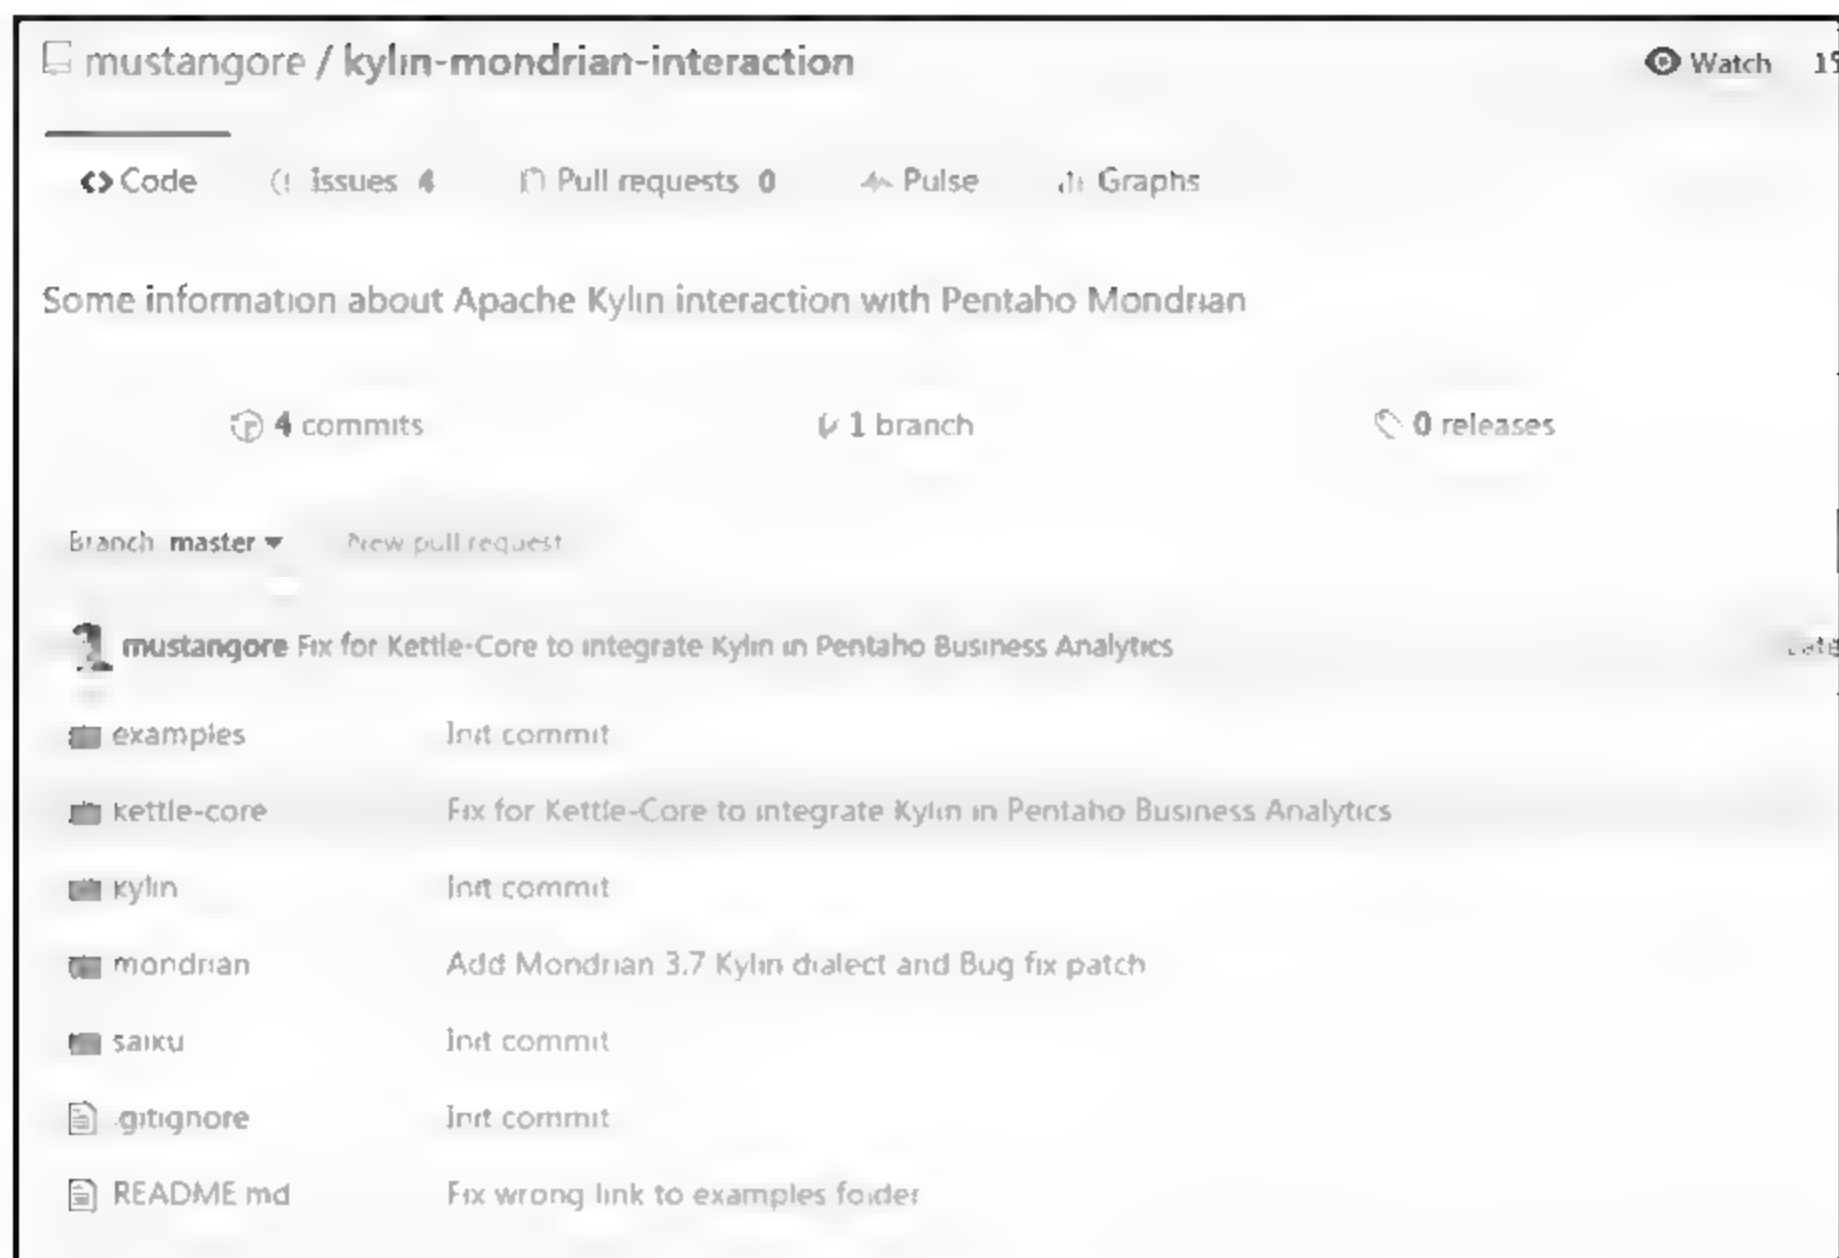 mustangore / kylin-mondrian-interaction Watch 15
Code Issues 4 Pull requests 0 Pulse Graphs
Some information about Apache Kylin interaction with Pentaho Mondrian
4 commits 1 branch 0 releases
Branch master New pull request
mustangore Fix for Kettle-Core to integrate Kylin in Pentaho Business Analytics
examples Init commit
kettle-core Fix for Kettle-Core to integrate Kylin in Pentaho Business Analytics
kylin Init commit
mondrian Add Mondrian 3.7 Kylin dialect and Bug fix patch
saiku Init commit
.gitignore Init commit
README.md Fix wrong link to examples folder